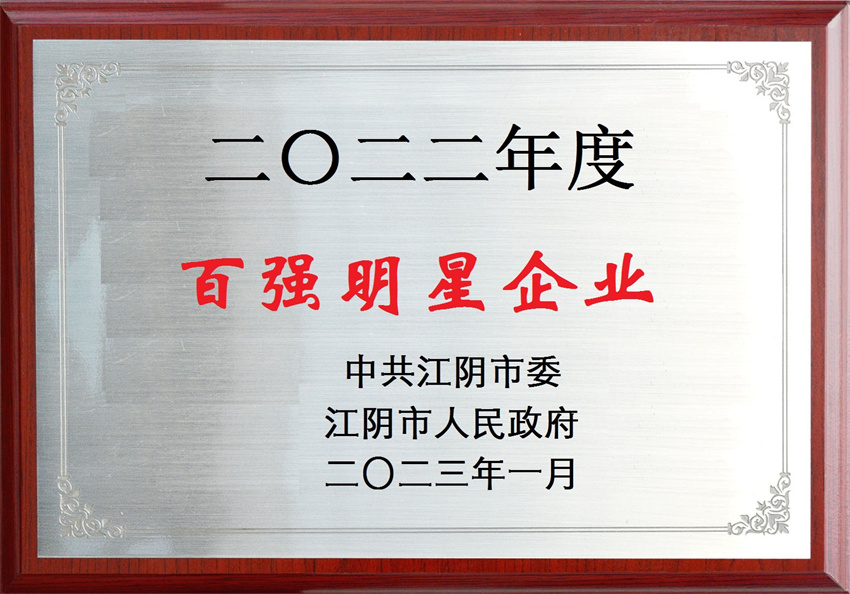 二〇二二年度
百强明星企业
中共江阴市委
江阴市人民政府
二〇二三年一月